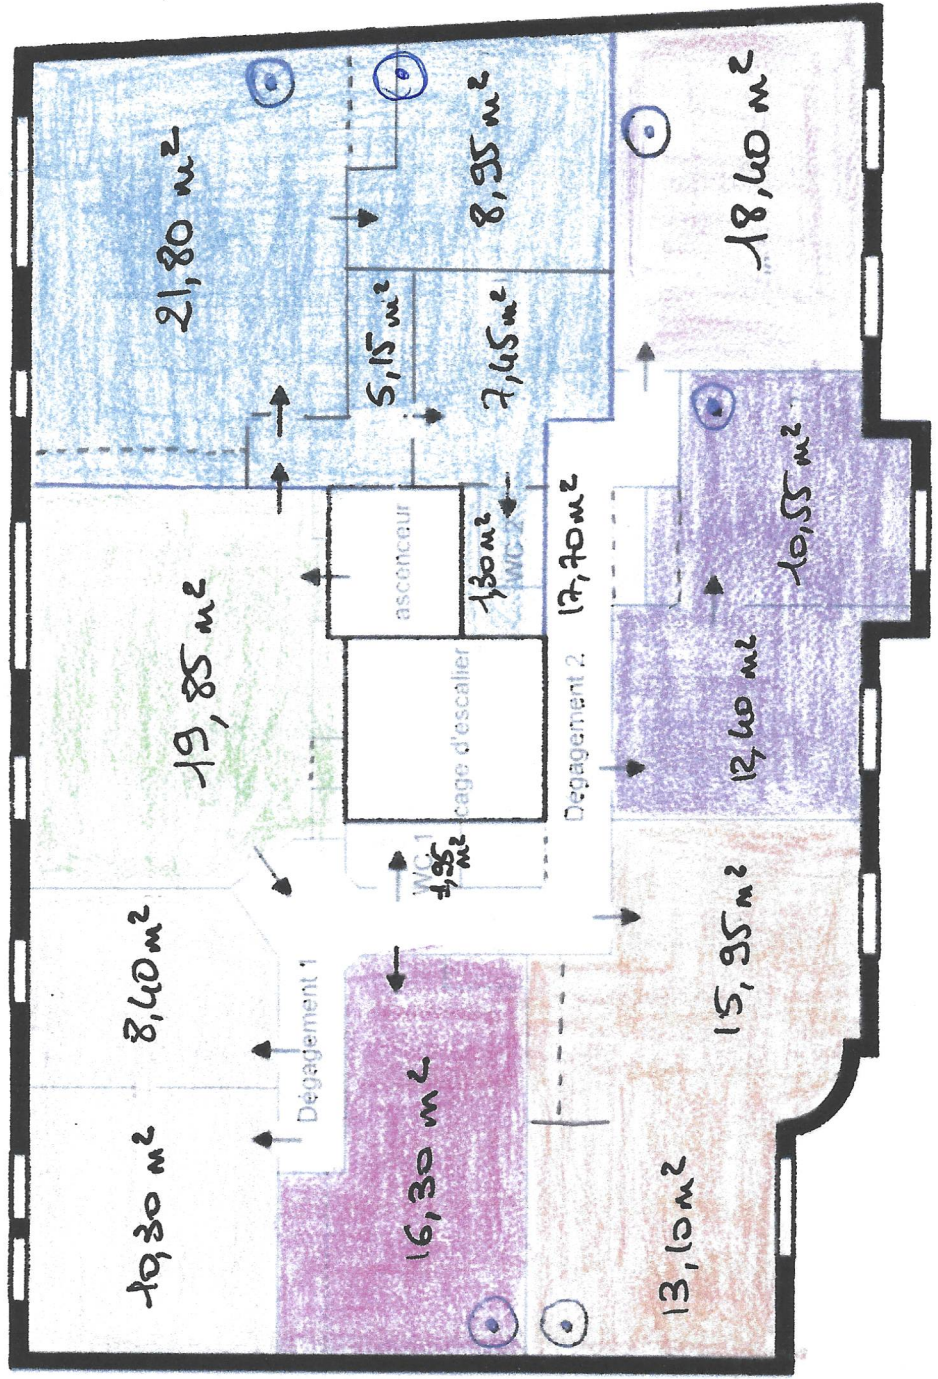 10,30 m²
8,40 m²
19,85 m²
21,80 m²
Dégagement 1
16,30 m²
WC 1
1,95 m²
cage d'escalier
ascenceur
1,30 m²
WC 2
5,15 m²
7,45 m²
8,95 m²
Dégagement 2
17,70 m²
13,10 m²
15,95 m²
12,40 m²
10,55 m²
18,40 m²